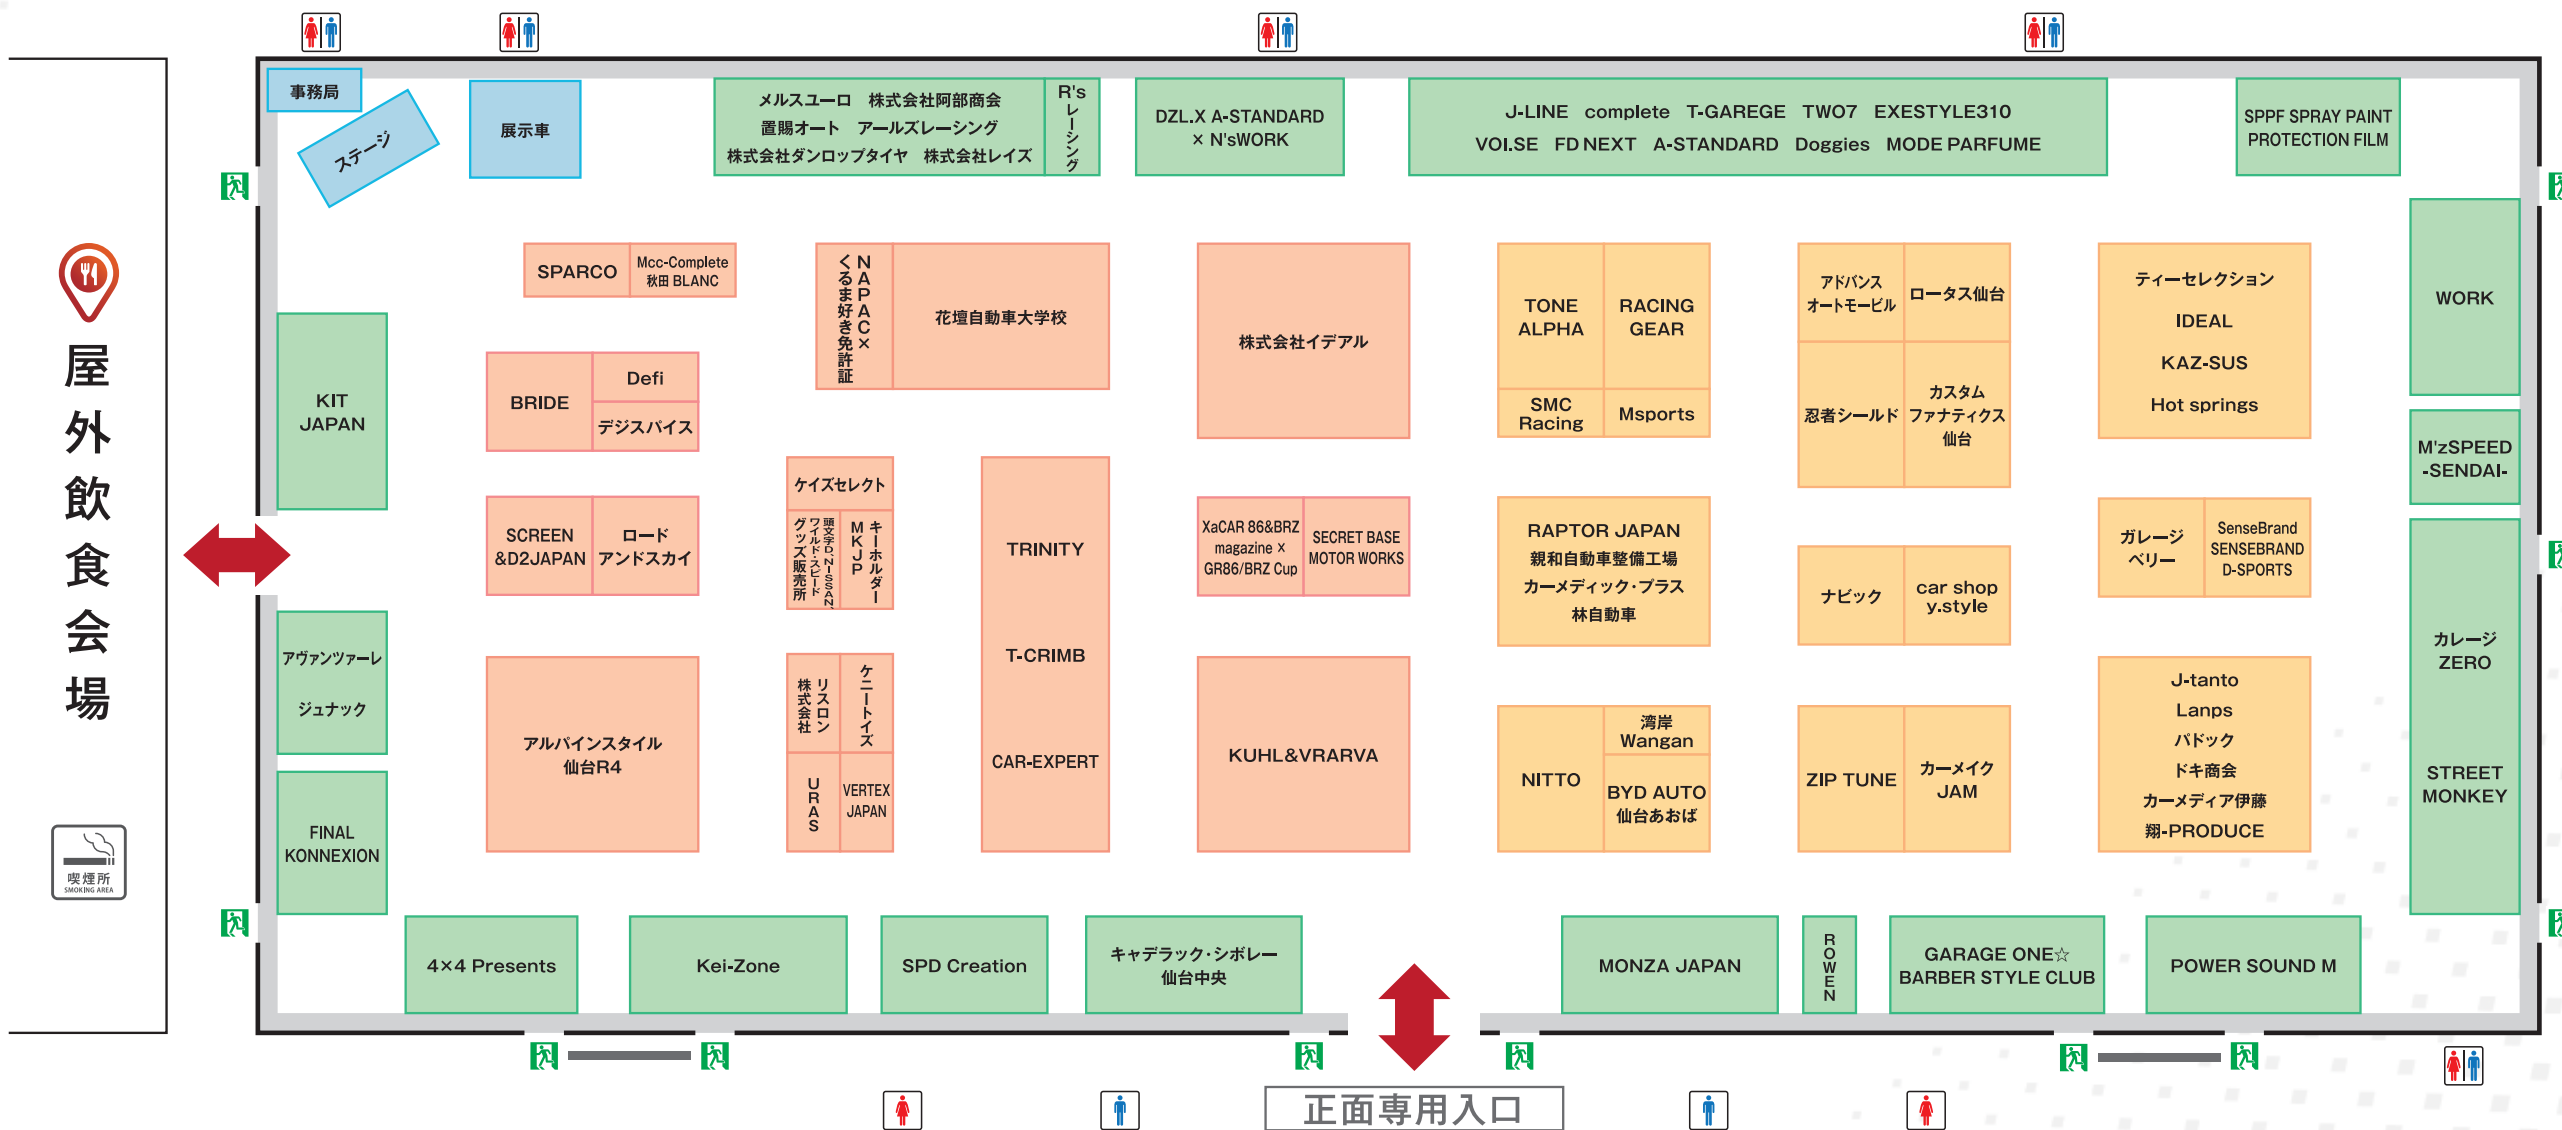 事務局
ステージ
展示車
メルスユーロ 株式会社阿部商会
置賜オート アールズレーシング
株式会社ダンロップタイヤ 株式会社レイズ
R'sレーシング
DZL.X A-STANDARD
× N'sWORK
J-LINE complete T-GAREGE TWO7 EXESTYLE310
VOI.SE FD NEXT A-STANDARD Doggies MODE PARFUME
SPPF SPRAY PAINT
PROTECTION FILM
屋外飲食会場
喫煙所
SMOKING AREA
KIT
JAPAN
アヴァンツァーレ
ジュナック
FINAL
KONNEXION
SPARCO
Mcc-Complete
秋田 BLANC
BRIDE
Defi
デジスパイス
SCREEN
&D2JAPAN
ロード
アンドスカイ
アルパインスタイル
仙台R4
NAPAC×
くるま好き免許証
花壇自動車大学校
ケイズセレクト
頭文字D、NISSAN、
ワイルド・スピード
グッズ販売所
キーホルダー
MKJP
リスロン
株式会社
ケニートイズ
URAS
VERTEX
JAPAN
TRINITY
T-CRIMB
CAR-EXPERT
株式会社イデアル
XaCAR 86&BRZ
magazine ×
GR86/BRZ Cup
SECRET BASE
MOTOR WORKS
KUHL&VRARVA
TONE
ALPHA
RACING
GEAR
SMC
Racing
Msports
RAPTOR JAPAN
親和自動車整備工場
カーメディック・プラス
林自動車
NITTO
湾岸
Wangan
BYD AUTO
仙台あおば
アドバンス
オートモービル
ロータス仙台
忍者シールド
カスタム
ファナティクス
仙台
ナビック
car shop
y.style
ZIP TUNE
カーメイク
JAM
ティーセレクション
IDEAL
KAZ-SUS
Hot springs
ガレージ
ベリー
SenseBrand
SENSEBRAND
D-SPORTS
J-tanto
Lanps
パドック
ドキ商会
カーメディア伊藤
翔-PRODUCE
WORK
M'zSPEED
-SENDAI-
カレージ
ZERO
STREET
MONKEY
4×4 Presents
Kei-Zone
SPD Creation
キャデラック・シボレー
仙台中央
MONZA JAPAN
ROWEN
GARAGE ONE☆
BARBER STYLE CLUB
POWER SOUND M
正面専用入口